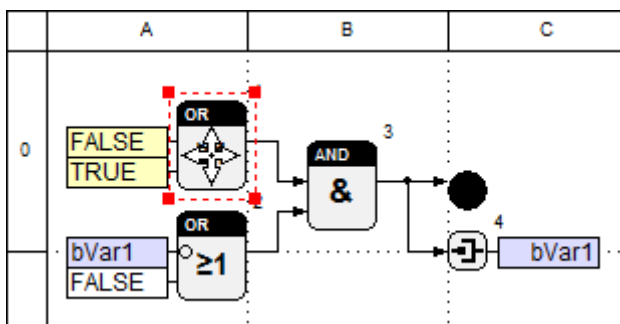 A B C
0
OR
FALSE
TRUE
AND
&
3
OR
bVar1
FALSE
≥1
4
bVar1